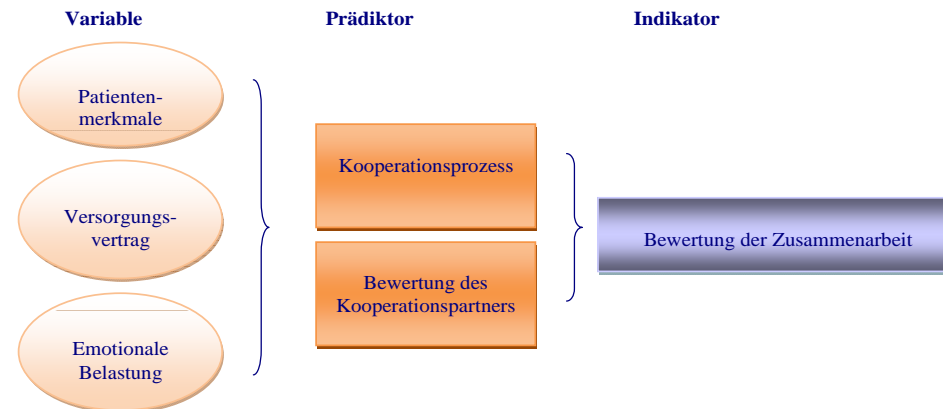 Variable
Prädiktor
Indikator
Patienten-
merkmale
Versorgungs-
vertrag
Emotionale
Belastung
Kooperationsprozess
Bewertung des
Kooperationspartners
Bewertung der Zusammenarbeit